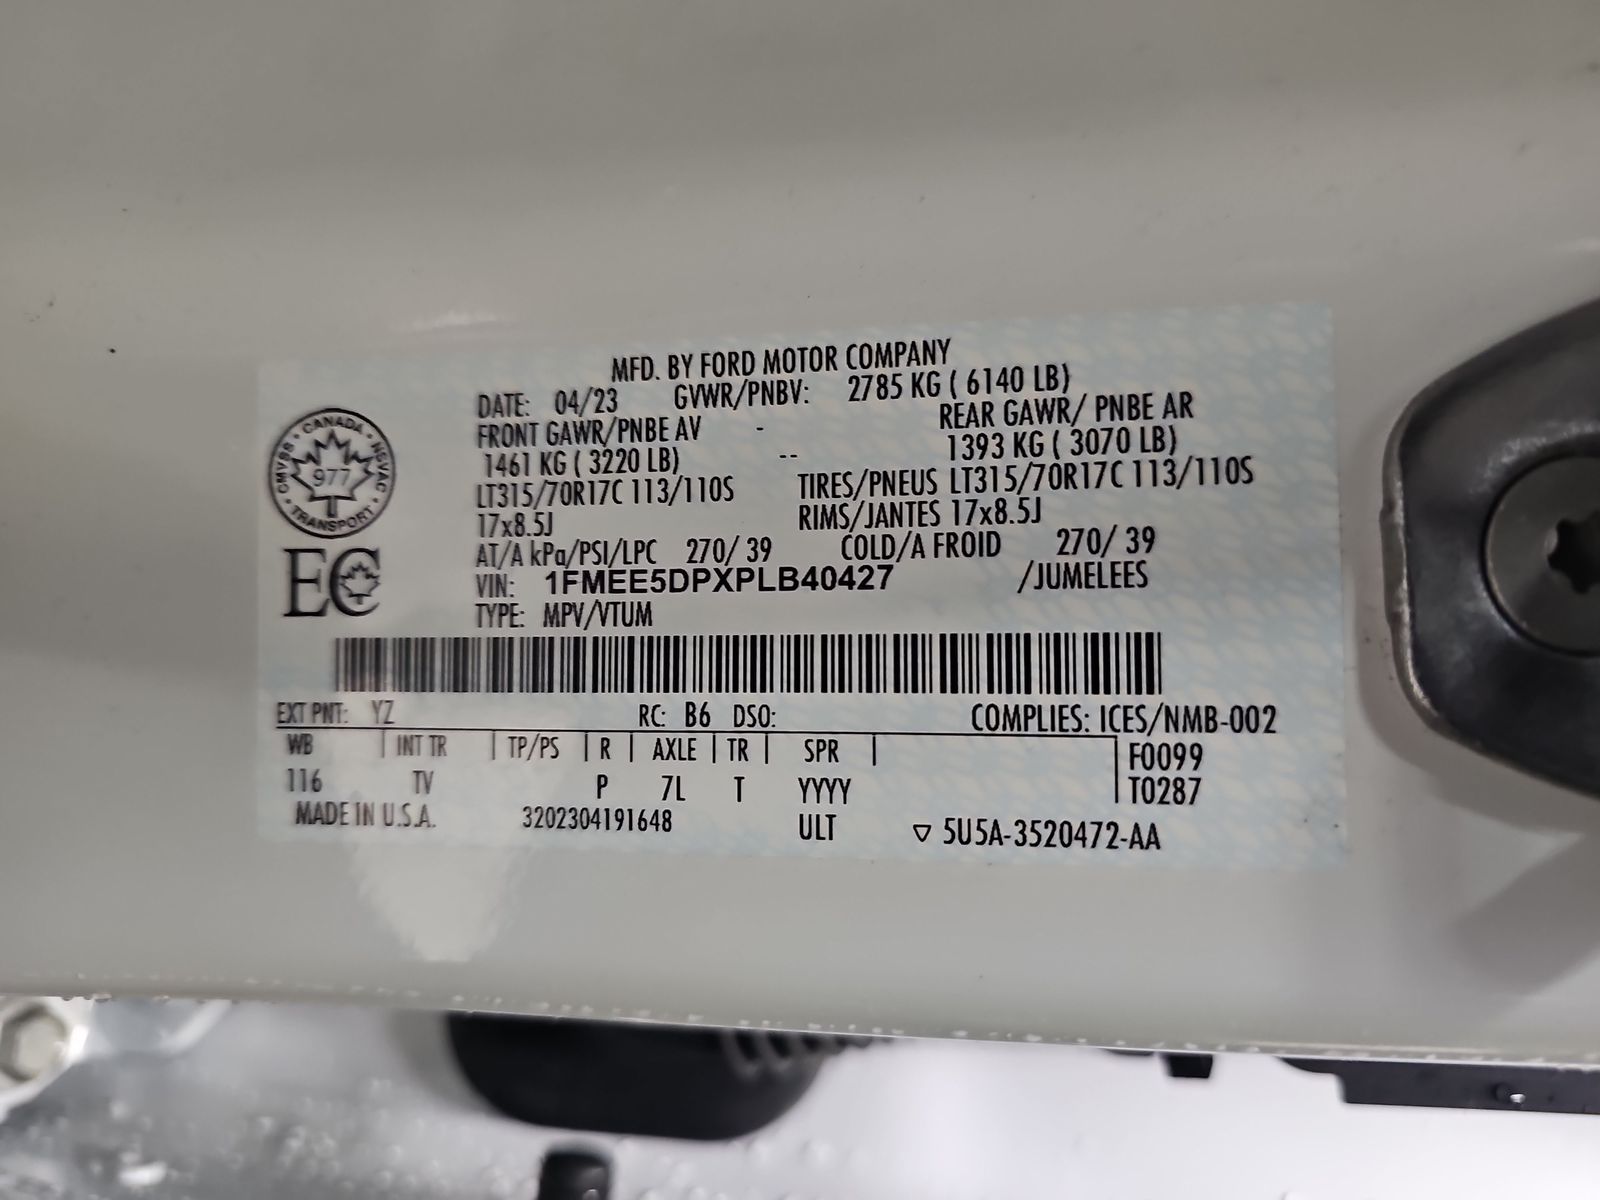 MFD. BY FORD MOTOR COMPANY
DATE: 04/23 GVWR/PNBV: 2785 KG ( 6140 LB)
FRONT GAWR/PNBE AV - REAR GAWR/ PNBE AR
1461 KG ( 3220 LB) -- 1393 KG ( 3070 LB)
LT315/70R17C 113/110S TIRES/PNEUS LT315/70R17C 113/110S
17x8.5J RIMS/JANTES 17x8.5J
AT/A kPa/PSI/LPC 270/ 39 COLD/A FROID 270/ 39
VIN: 1FMEE5DPXPLB40427 /JUMELEES
TYPE: MPV/VTUM
CANADA · NSVAC · TRANSPORT · CMVSS
977
EC
EXT PNT: YZ RC: B6 DSO: COMPLIES: ICES/NMB-002
WB | INT TR | TP/PS | R | AXLE | TR | SPR | F0099
116 TV P 7L T YYYY T0287
MADE IN U.S.A. 3202304191648 ULT ▽ 5U5A-3520472-AA